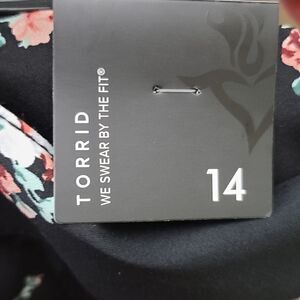 TORRID
WE SWEAR BY THE FIT®
14